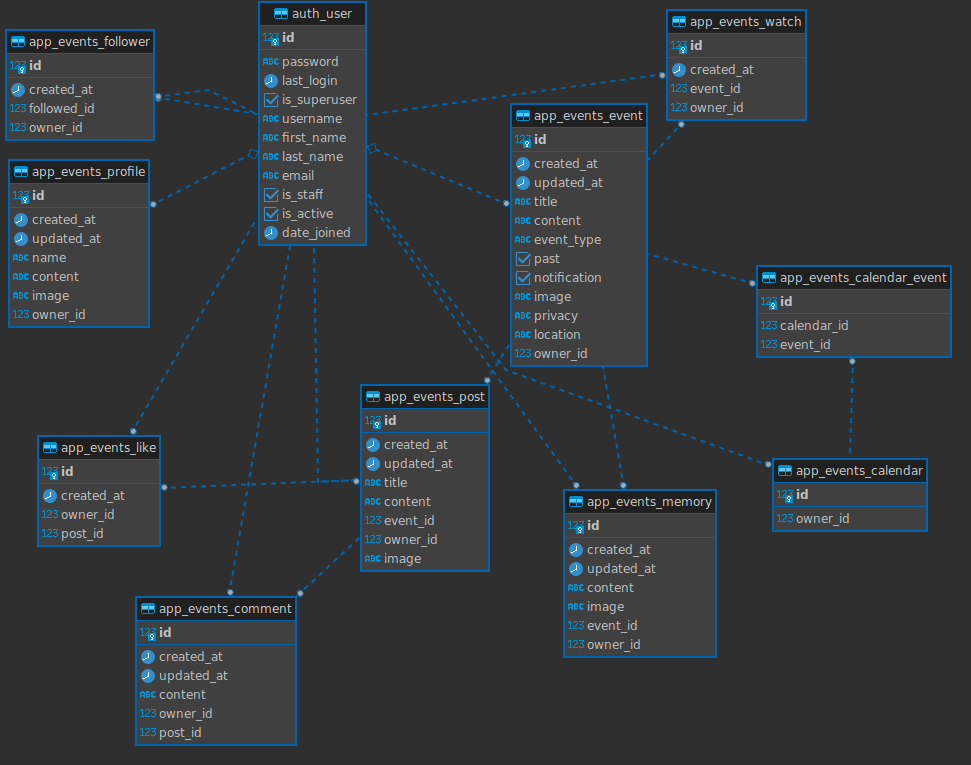 app_events_follower
123 id
created_at
123 followed_id
123 owner_id
app_events_profile
123 id
created_at
updated_at
ABC name
ABC content
ABC image
123 owner_id
auth_user
123 id
ABC password
last_login
is_superuser
ABC username
ABC first_name
ABC last_name
ABC email
is_staff
is_active
date_joined
app_events_watch
123 id
created_at
123 event_id
123 owner_id
app_events_event
123 id
created_at
updated_at
ABC title
ABC content
ABC event_type
past
notification
ABC image
ABC privacy
ABC location
123 owner_id
app_events_calendar_event
123 id
123 calendar_id
123 event_id
app_events_post
123 id
created_at
updated_at
ABC title
ABC content
123 event_id
123 owner_id
ABC image
app_events_like
123 id
created_at
123 owner_id
123 post_id
app_events_calendar
123 id
123 owner_id
app_events_memory
123 id
created_at
updated_at
ABC content
ABC image
123 event_id
123 owner_id
app_events_comment
123 id
created_at
updated_at
ABC content
123 owner_id
123 post_id